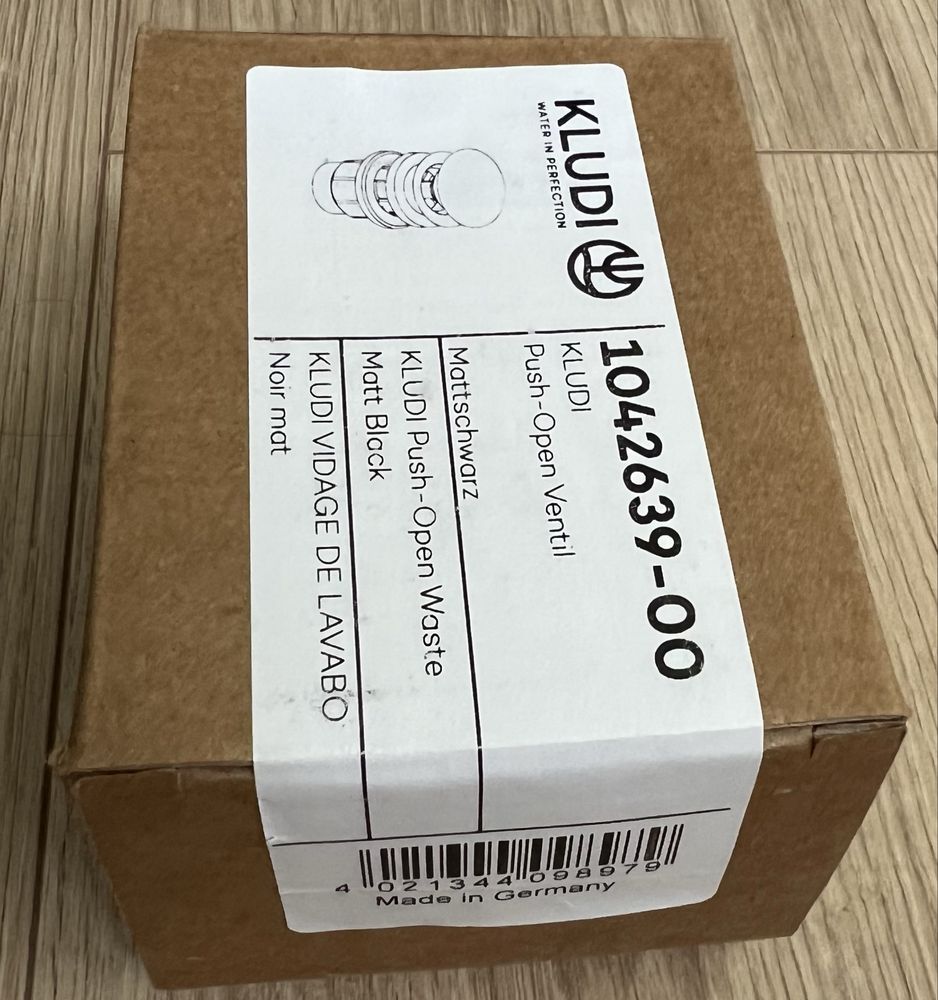 KLUDI
WATER IN PERFECTION
1042639-00
KLUDI
Push-Open Ventil
Mattschwarz
KLUDI Push-Open Waste
Matt Black
KLUDI VIDAGE DE LAVABO
Noir mat
4 021344 098979
Made in Germany